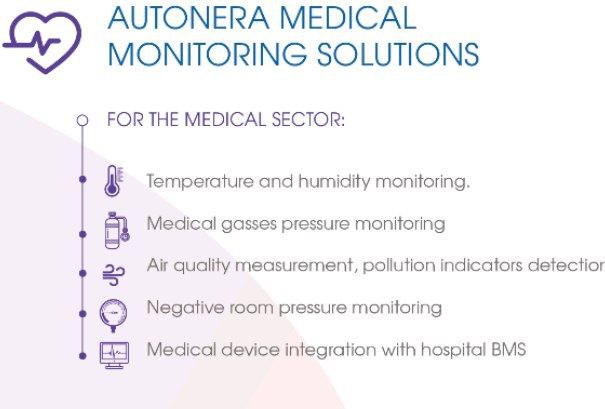 AUTONERA MEDICAL
MONITORING SOLUTIONS
FOR THE MEDICAL SECTOR:
Temperature and humidity monitoring.
Medical gasses pressure monitoring
Air quality measurement, pollution indicators detection
Negative room pressure monitoring
Medical device integration with hospital BMS